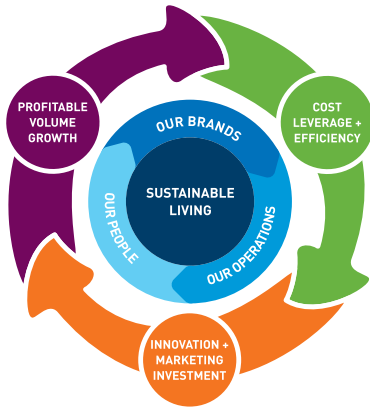 PROFITABLE
VOLUME
GROWTH
COST
LEVERAGE +
EFFICIENCY
OUR BRANDS
SUSTAINABLE
LIVING
OUR PEOPLE
OUR OPERATIONS
INNOVATION +
MARKETING
INVESTMENT